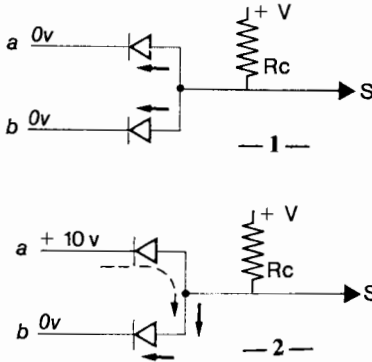 + V
a 0v
Rc
S
b 0v
— 1 —
+ V
a + 10 v
Rc
S
b 0v
— 2 —